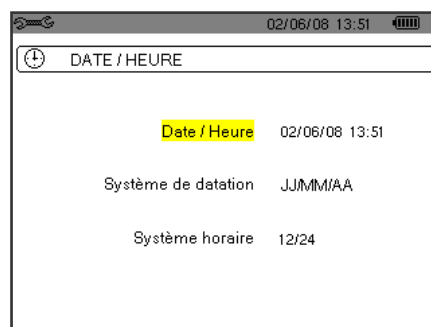 02/06/08 13:51
DATE / HEURE
Date / Heure 02/06/08 13:51
Système de datation JJ/MM/AA
Système horaire 12/24